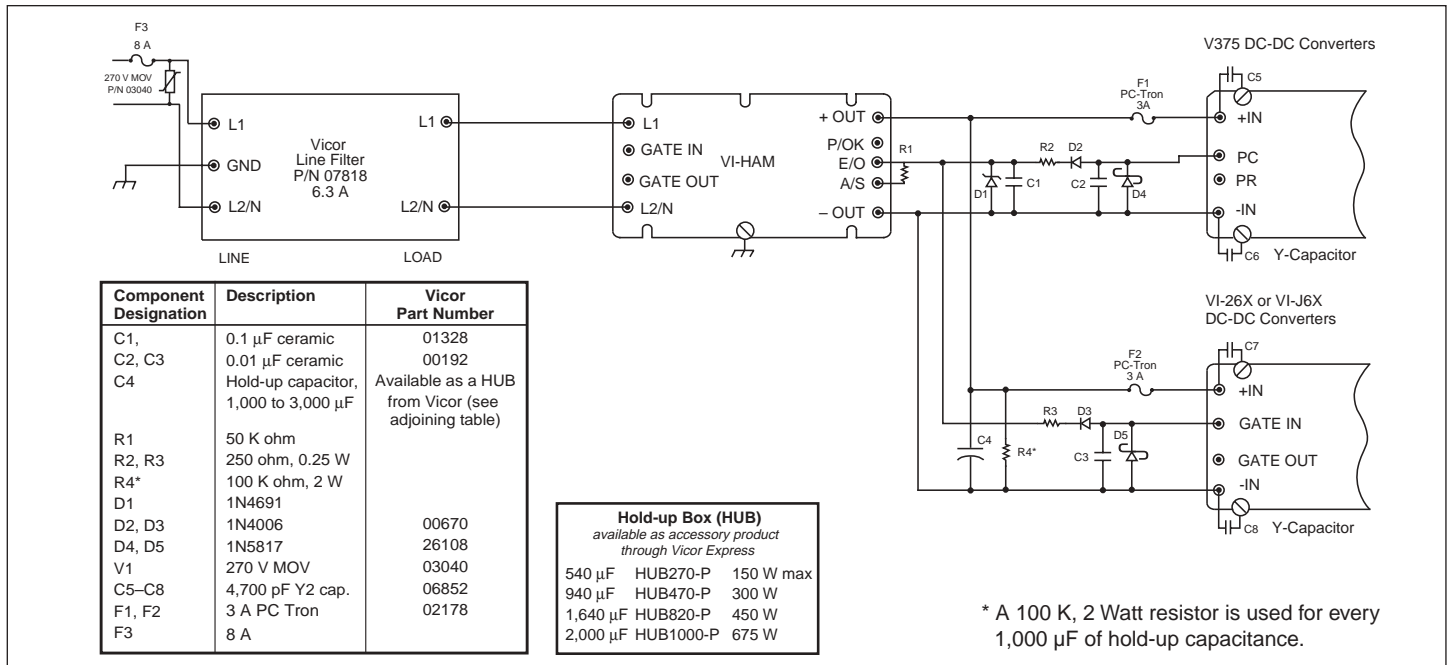 F3
8 A
270 V MOV
P/N 03040
L1
GND
L2/N
Vicor
Line Filter
P/N 07818
6.3 A
L1
L2/N
LINE
LOAD
L1
GATE IN
GATE OUT
L2/N
VI-HAM
+ OUT
P/OK
E/O
A/S
– OUT
R1
D1
C1
R2
D2
C2
D4
F1
PC-Tron
3A
V375 DC-DC Converters
C5
+IN
PC
PR
-IN
C6
Y-Capacitor
VI-26X or VI-J6X
DC-DC Converters
C7
F2
PC-Tron
3 A
+IN
GATE IN
GATE OUT
-IN
R3
D3
D5
C3
C4
R4*
C8
Y-Capacitor
Component Designation Description Vicor Part Number
C1, 0.1 µF ceramic 01328
C2, C3 0.01 µF ceramic 00192
C4 Hold-up capacitor, Available as a HUB
1,000 to 3,000 µF from Vicor (see
adjoining table)
R1 50 K ohm
R2, R3 250 ohm, 0.25 W
R4* 100 K ohm, 2 W
D1 1N4691
D2, D3 1N4006 00670
D4, D5 1N5817 26108
V1 270 V MOV 03040
C5–C8 4,700 pF Y2 cap. 06852
F1, F2 3 A PC Tron 02178
F3 8 A
Hold-up Box (HUB)
available as accessory product
through Vicor Express
540 µF HUB270-P 150 W max
940 µF HUB470-P 300 W
1,640 µF HUB820-P 450 W
2,000 µF HUB1000-P 675 W
* A 100 K, 2 Watt resistor is used for every
1,000 µF of hold-up capacitance.